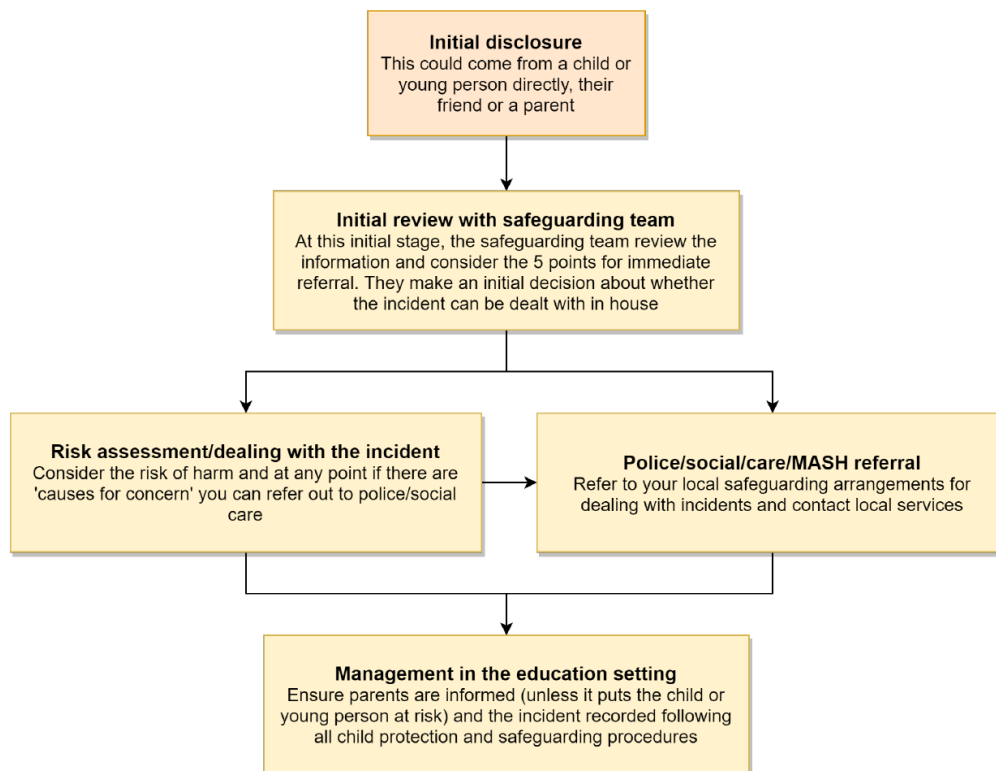 Initial disclosure
This could come from a child or
young person directly, their
friend or a parent
Initial review with safeguarding team
At this initial stage, the safeguarding team review the
information and consider the 5 points for immediate
referral. They make an initial decision about whether
the incident can be dealt with in house
Risk assessment/dealing with the incident
Consider the risk of harm and at any point if there are
'causes for concern' you can refer out to police/social
care
Police/social/care/MASH referral
Refer to your local safeguarding arrangements for
dealing with incidents and contact local services
Management in the education setting
Ensure parents are informed (unless it puts the child or
young person at risk) and the incident recorded following
all child protection and safeguarding procedures